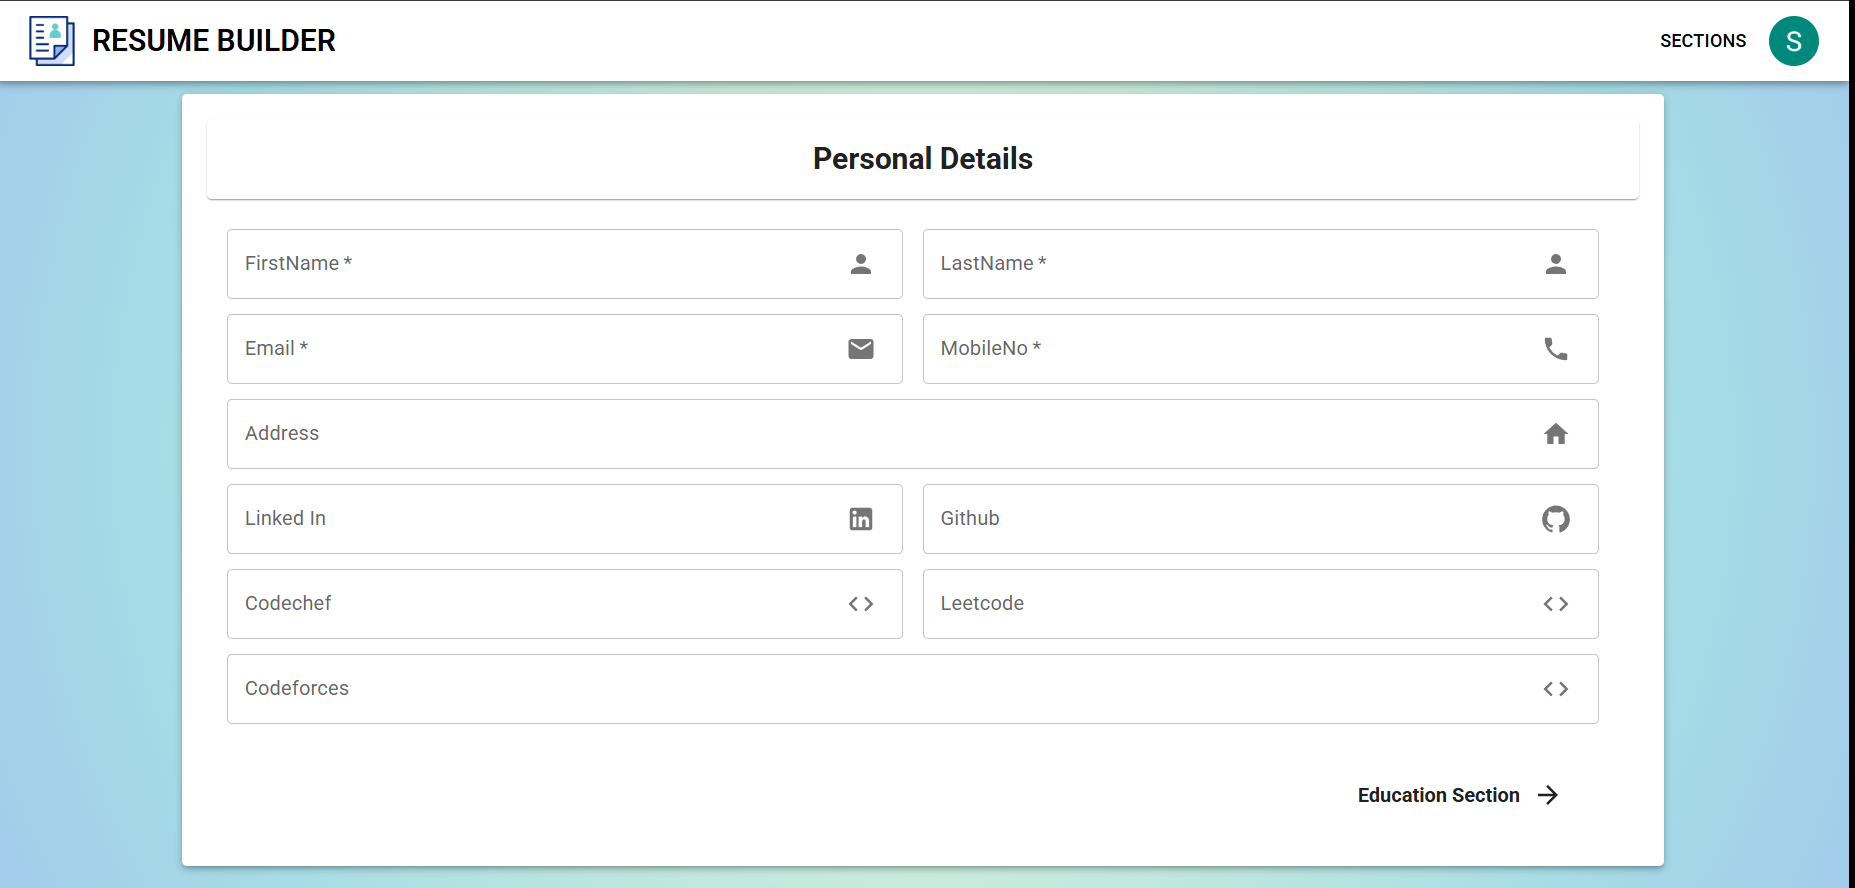 RESUME BUILDER
SECTIONS
S
Personal Details
FirstName *
LastName *
Email *
MobileNo *
Address
Linked In
Github
Codechef
Leetcode
Codeforces
Education Section